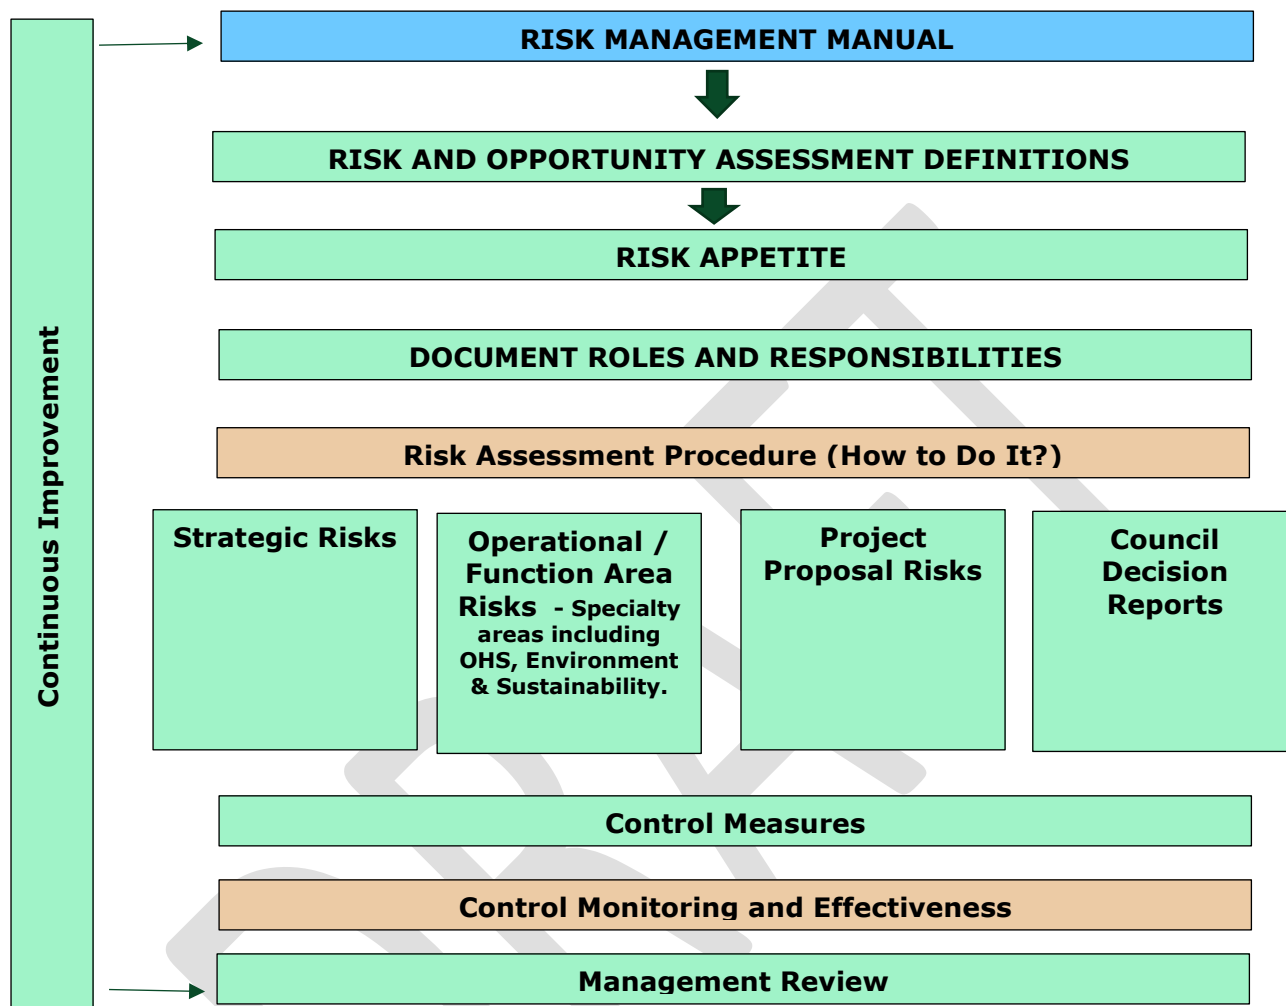 RISK MANAGEMENT MANUAL
RISK AND OPPORTUNITY ASSESSMENT DEFINITIONS
RISK APPETITE
DOCUMENT ROLES AND RESPONSIBILITIES
Risk Assessment Procedure (How to Do It?)
Strategic Risks
Operational /
Function Area
Risks - Specialty
areas including
OHS, Environment
& Sustainability.
Project
Proposal Risks
Council
Decision
Reports
Control Measures
Control Monitoring and Effectiveness
Management Review
Continuous Improvement
DRAFT